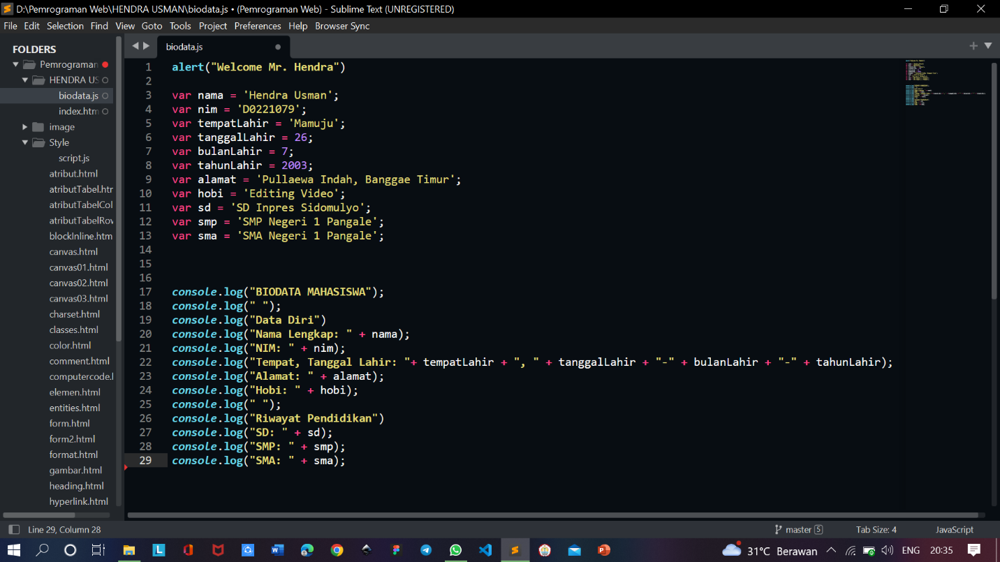 D:\Pemrograman Web\HENDRA USMAN\biodata.js • (Pemrograman Web) - Sublime Text (UNREGISTERED)
File Edit Selection Find View Goto Tools Project Preferences Help Browser Sync
FOLDERS
Pemrograman
HENDRA US
biodata.js
index.htm
image
Style
script.js
atribut.html
atributTabel.htr
atributTabelCol
atributTabelRov
blockInline.htm
canvas.html
canvas01.html
canvas02.html
canvas03.html
charset.html
classes.html
color.html
comment.html
computercode.l
elemen.html
entities.html
form.html
form2.html
format.html
gambar.html
heading.html
hyperlink.html
biodata.js
1 alert("Welcome Mr. Hendra")
2
3 var nama = 'Hendra Usman';
4 var nim = 'D0221079';
5 var tempatLahir = 'Mamuju';
6 var tanggalLahir = 26;
7 var bulanLahir = 7;
8 var tahunLahir = 2003;
9 var alamat = 'Pullaewa Indah, Banggae Timur';
10 var hobi = 'Editing Video';
11 var sd = 'SD Inpres Sidomulyo';
12 var smp = 'SMP Negeri 1 Pangale';
13 var sma = 'SMA Negeri 1 Pangale';
14
15
16
17 console.log("BIODATA MAHASISWA");
18 console.log(" ");
19 console.log("Data Diri")
20 console.log("Nama Lengkap: " + nama);
21 console.log("NIM: " + nim);
22 console.log("Tempat, Tanggal Lahir: "+ tempatLahir + ", " + tanggalLahir + "-" + bulanLahir + "-" + tahunLahir);
23 console.log("Alamat: " + alamat);
24 console.log("Hobi: " + hobi);
25 console.log(" ");
26 console.log("Riwayat Pendidikan")
27 console.log("SD: " + sd);
28 console.log("SMP: " + smp);
29 console.log("SMA: " + sma);
Line 29, Column 28
master 5
Tab Size: 4
JavaScript
31°C Berawan
ENG
20:35